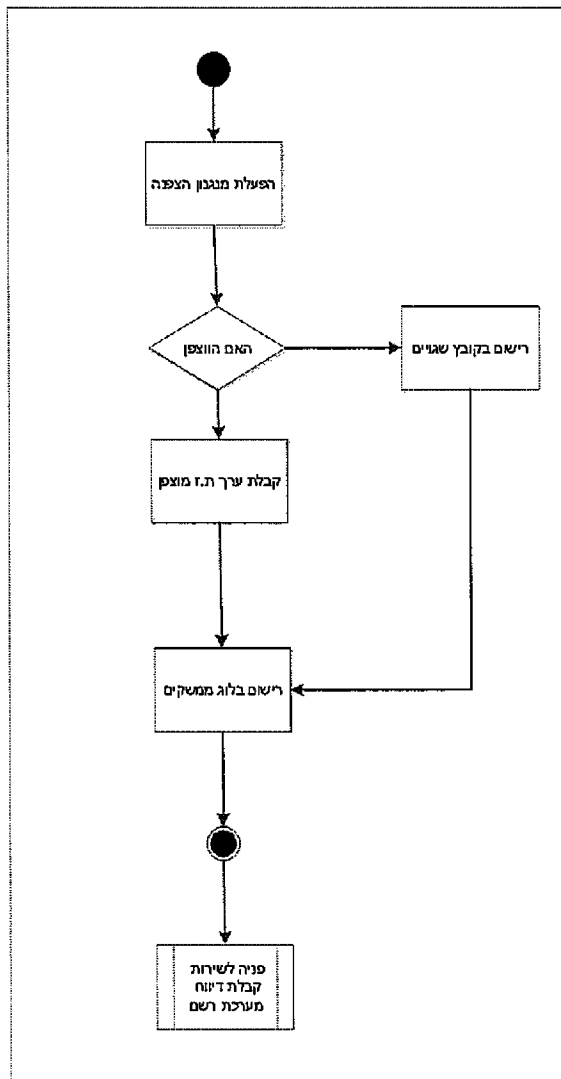 הפעלת מנגנון הצפנה
האם הווצפן
רישום בקובץ שגויים
קבלת ערך ת.ז מוצפן
רישום בלוג ממשקים
פניה לשירות
קבלת דיווח
מערכת רשם